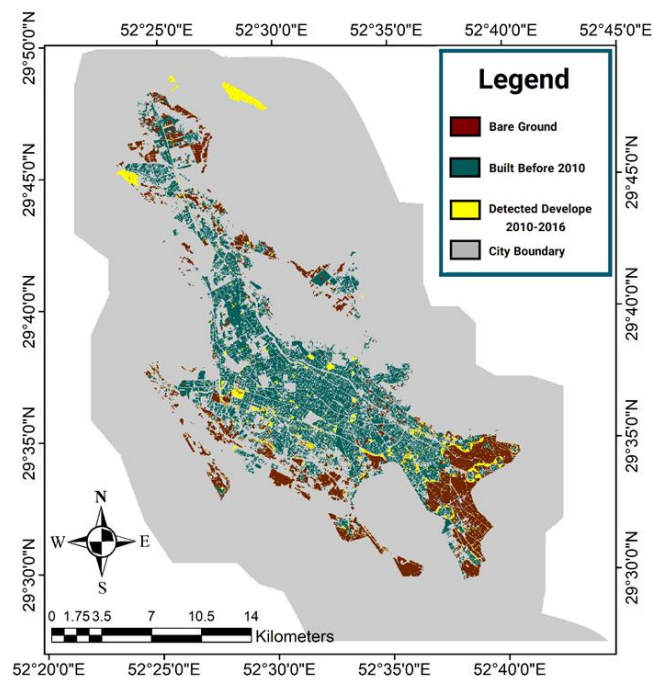 52°25'0"E 52°30'0"E 52°35'0"E 52°40'0"E 52°45'0"E
29°50'0"N
29°45'0"N
29°40'0"N
29°35'0"N
29°30'0"N
Legend
Bare Ground
Built Before 2010
Detected Develope
2010-2016
City Boundary
29°45'0"N
29°40'0"N
29°35'0"N
29°30'0"N
N
W E
S
0 1.75 3.5 7 10.5 14
Kilometers
52°20'0"E 52°25'0"E 52°30'0"E 52°35'0"E 52°40'0"E